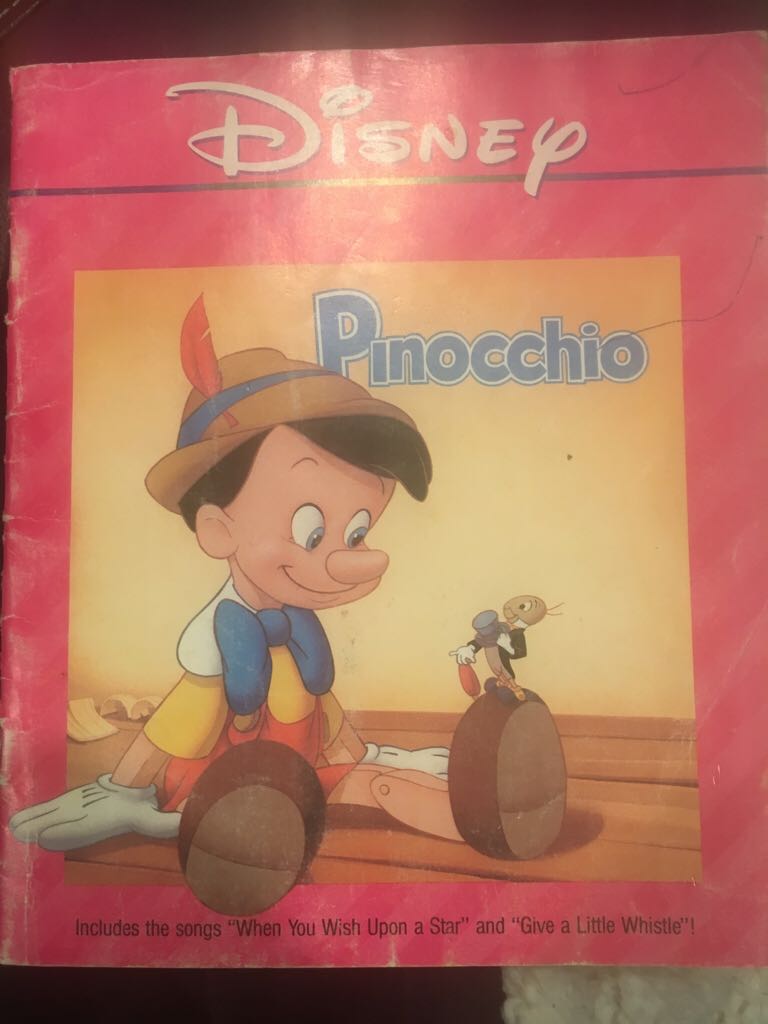 Disney
Pinocchio
Includes the songs “When You Wish Upon a Star” and “Give a Little Whistle”!